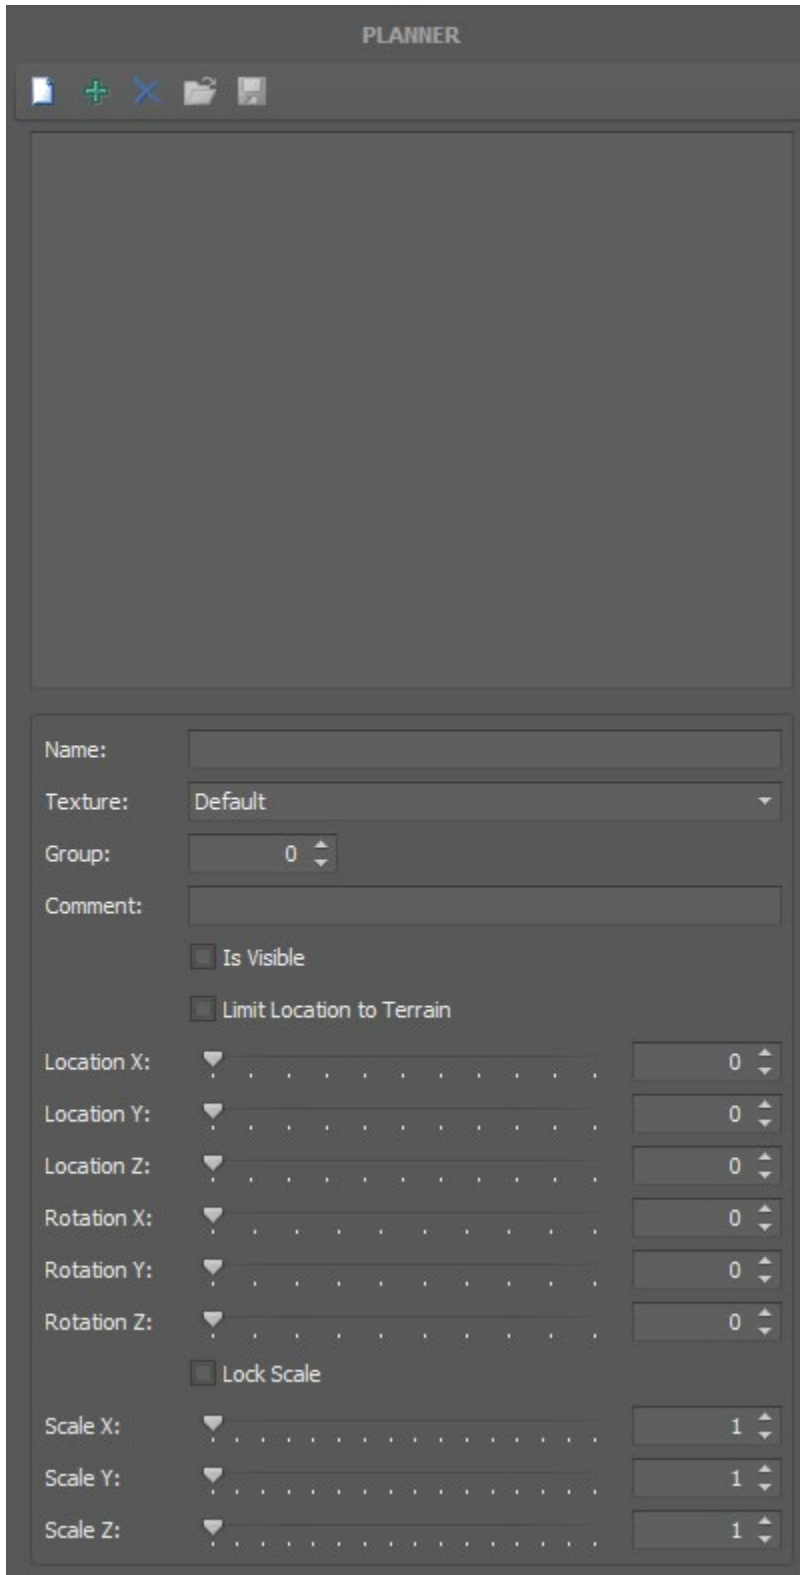 PLANNER
Name:
Texture: Default
Group: 0
Comment:
Is Visible
Limit Location to Terrain
Location X: 0
Location Y: 0
Location Z: 0
Rotation X: 0
Rotation Y: 0
Rotation Z: 0
Lock Scale
Scale X: 1
Scale Y: 1
Scale Z: 1